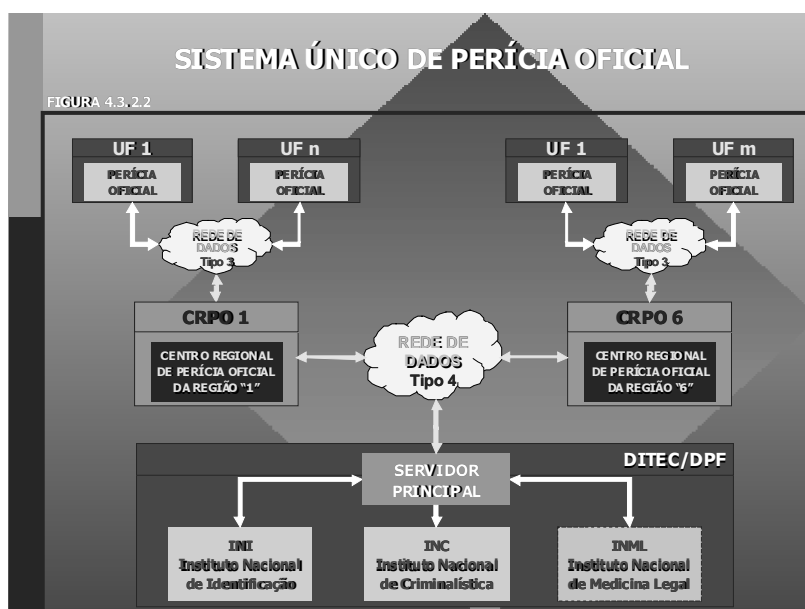 SISTEMA ÚNICO DE PERÍCIA OFICIAL
FIGURA 4.3.2.2
UF 1
PERÍCIA
OFICIAL
UF n
PERÍCIA
OFICIAL
UF 1
PERÍCIA
OFICIAL
UF m
PERÍCIA
OFICIAL
REDE DE
DADOS
Tipo 3
REDE DE
DADOS
Tipo 3
CRPO 1
CENTRO REGIONAL
DE PERÍCIA OFICIAL
DA REGIÃO "1"
REDE DE
DADOS
Tipo 4
CRPO 6
CENTRO REGIONAL
DE PERÍCIA OFICIAL
DA REGIÃO "6"
DITEC/DPF
SERVIDOR
PRINCIPAL
INI
Instituto Nacional
de Identificação
INC
Instituto Nacional
de Criminalística
INML
Instituto Nacional
de Medicina Legal